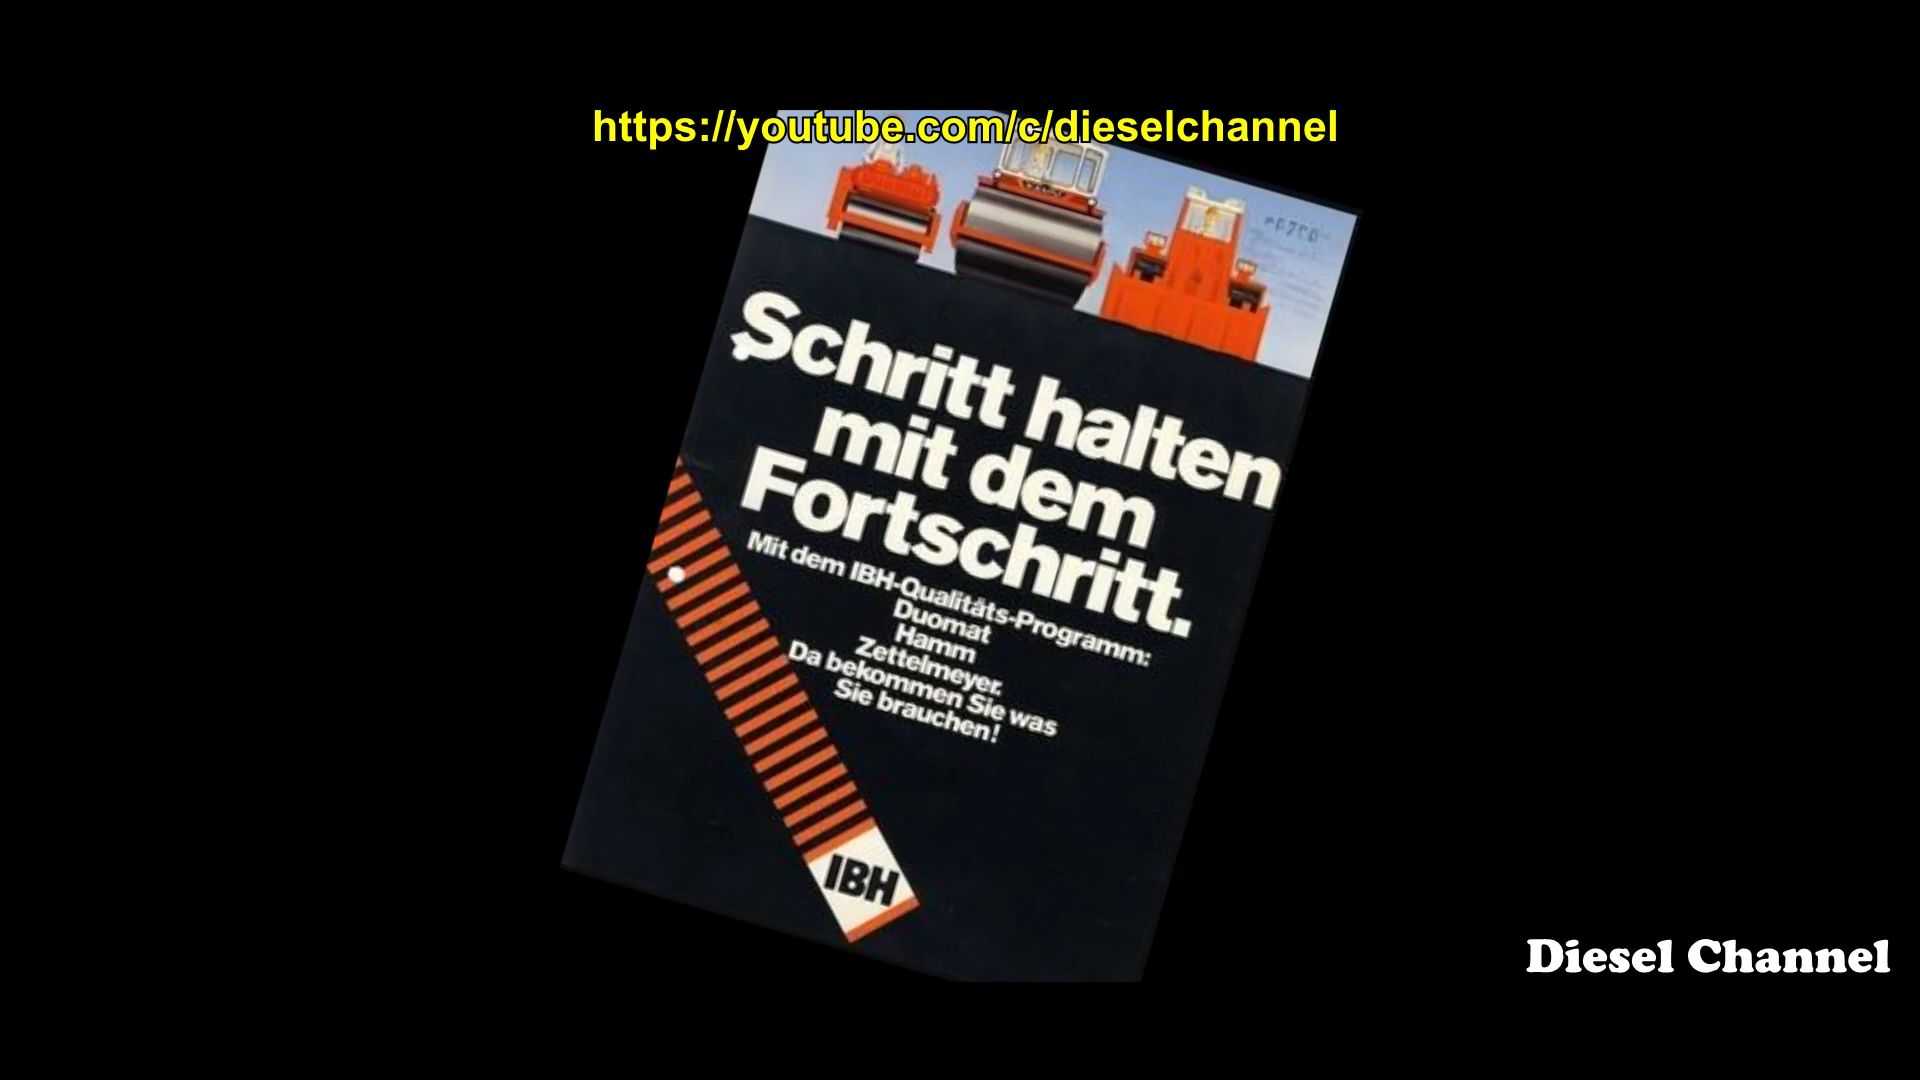 https://youtube.com/c/dieselchannel
Schritt halten
mit dem
Fortschritt.
Mit dem IBH-Qualitäts-Programm:
Duomat
Hamm
Zettelmeyer.
Da bekommen Sie was
Sie brauchen!
IBH
Diesel Channel